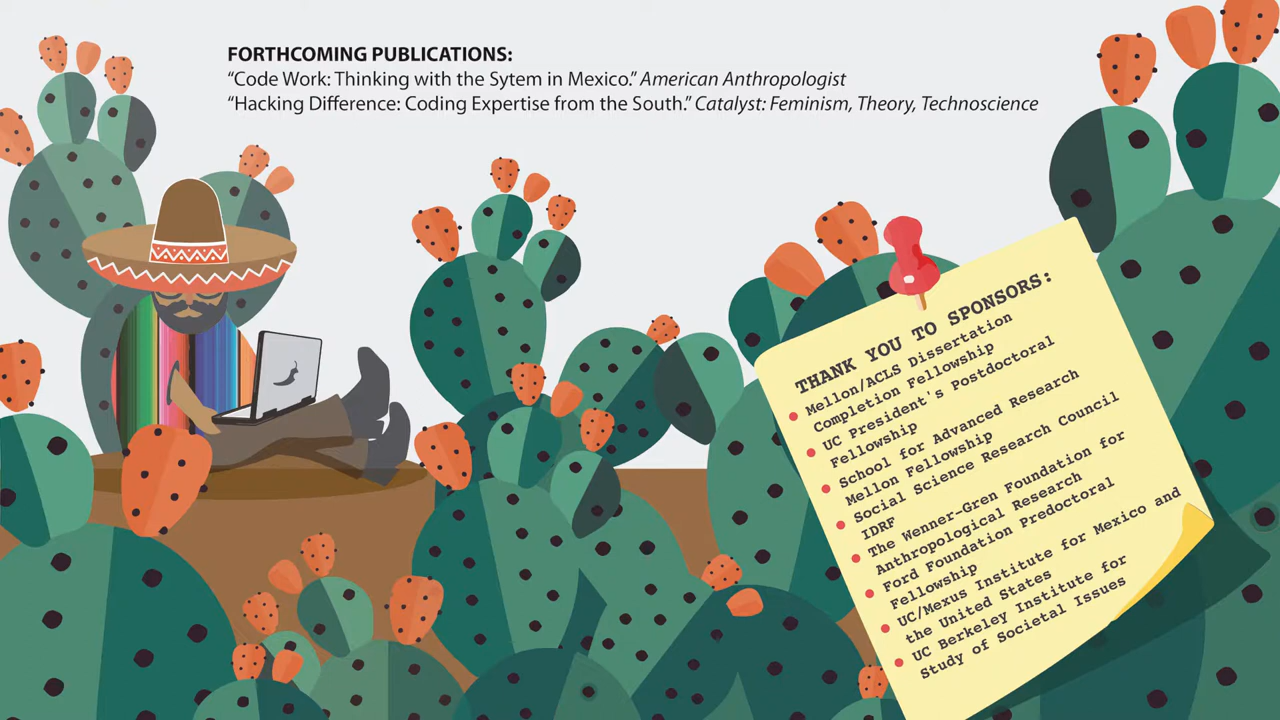 FORTHCOMING PUBLICATIONS:
“Code Work: Thinking with the Sytem in Mexico.” American Anthropologist
“Hacking Difference: Coding Expertise from the South.” Catalyst: Feminism, Theory, Technoscience
THANK YOU TO SPONSORS:
Mellon/ACLS Dissertation
Completion Fellowship
UC President's Postdoctoral
Fellowship
School for Advanced Research
Mellon Fellowship
Social Science Research Council
IDRF
The Wenner-Gren Foundation for
Anthropological Research
Ford Foundation Predoctoral
Fellowship
UC/Mexus Institute for Mexico and
the United States
UC Berkeley Institute for
Study of Societal Issues